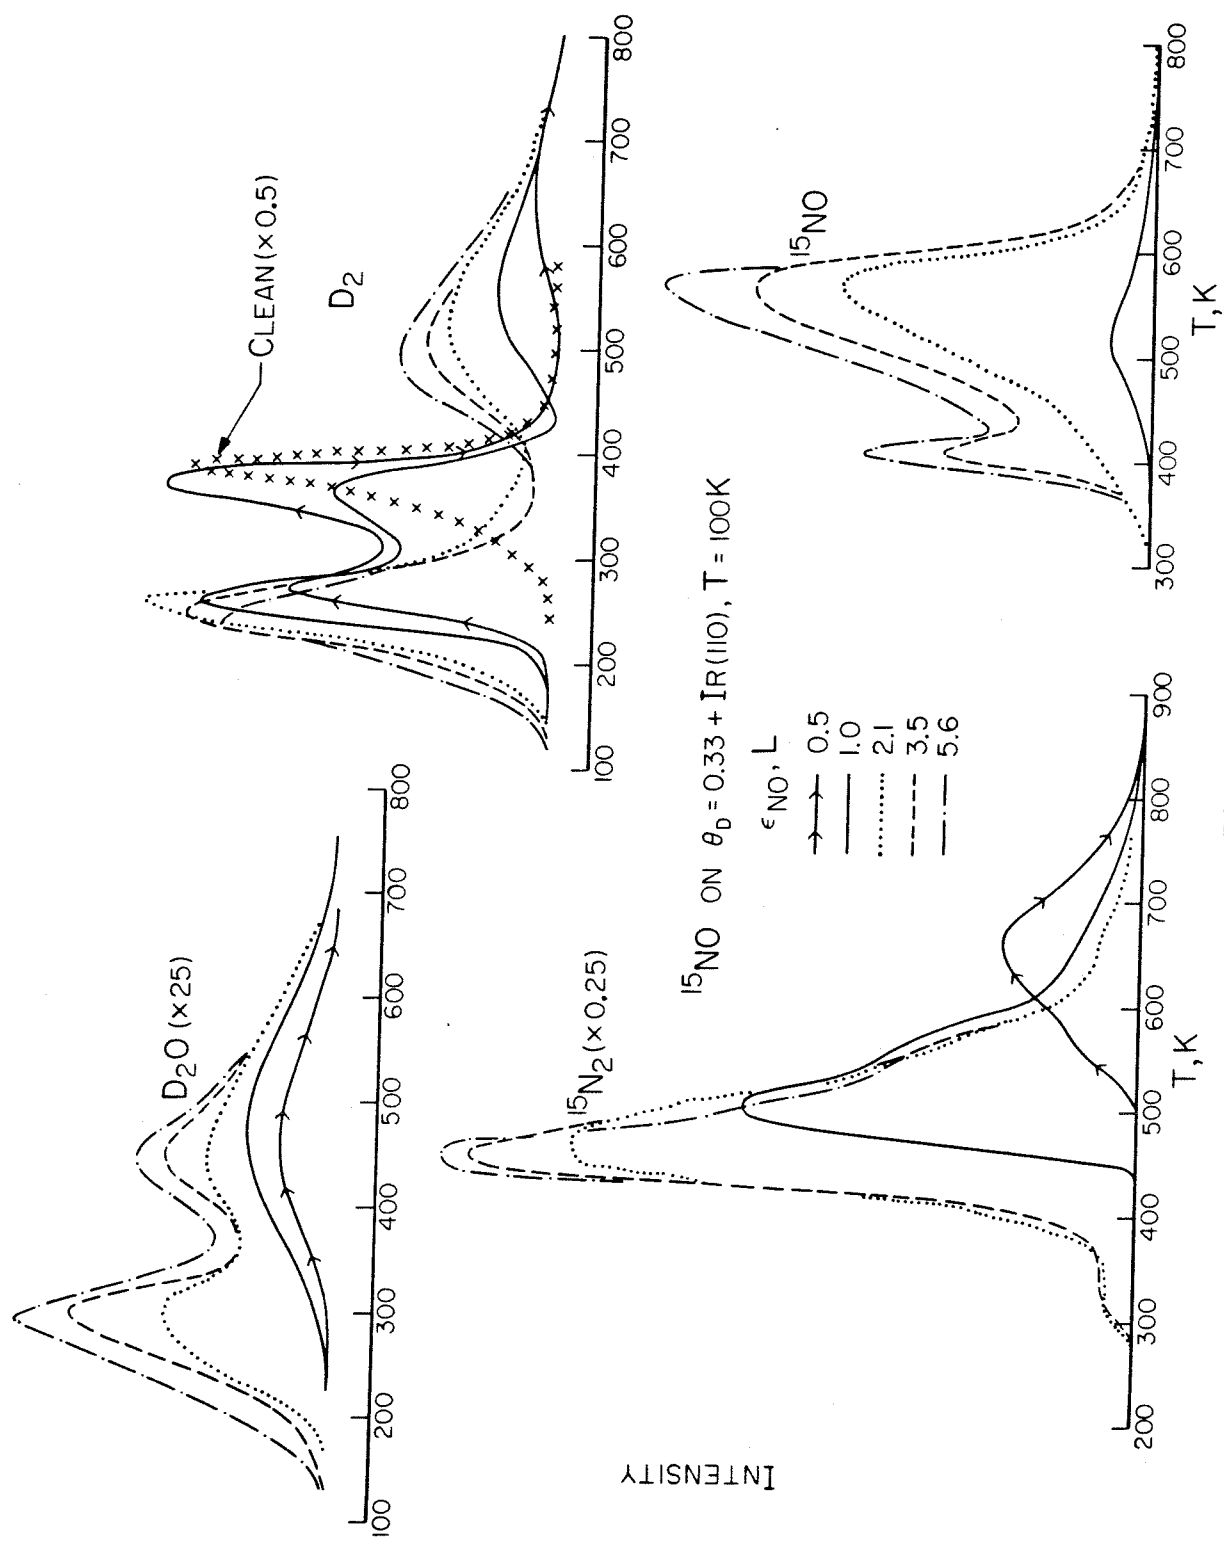 INTENSITY
D2O (×25)
100 200 300 400 500 600 700 800
CLEAN (×0.5)
D2
100 200 300 400 500 600 700 800
15NO ON θD = 0.33 + IR(110), T = 100K
εNO, L
0.5
1.0
2.1
3.5
5.6
15N2 (×0.25)
200 300 400 500 600 700 800 900
T, K
15NO
300 400 500 600 700 800
T, K